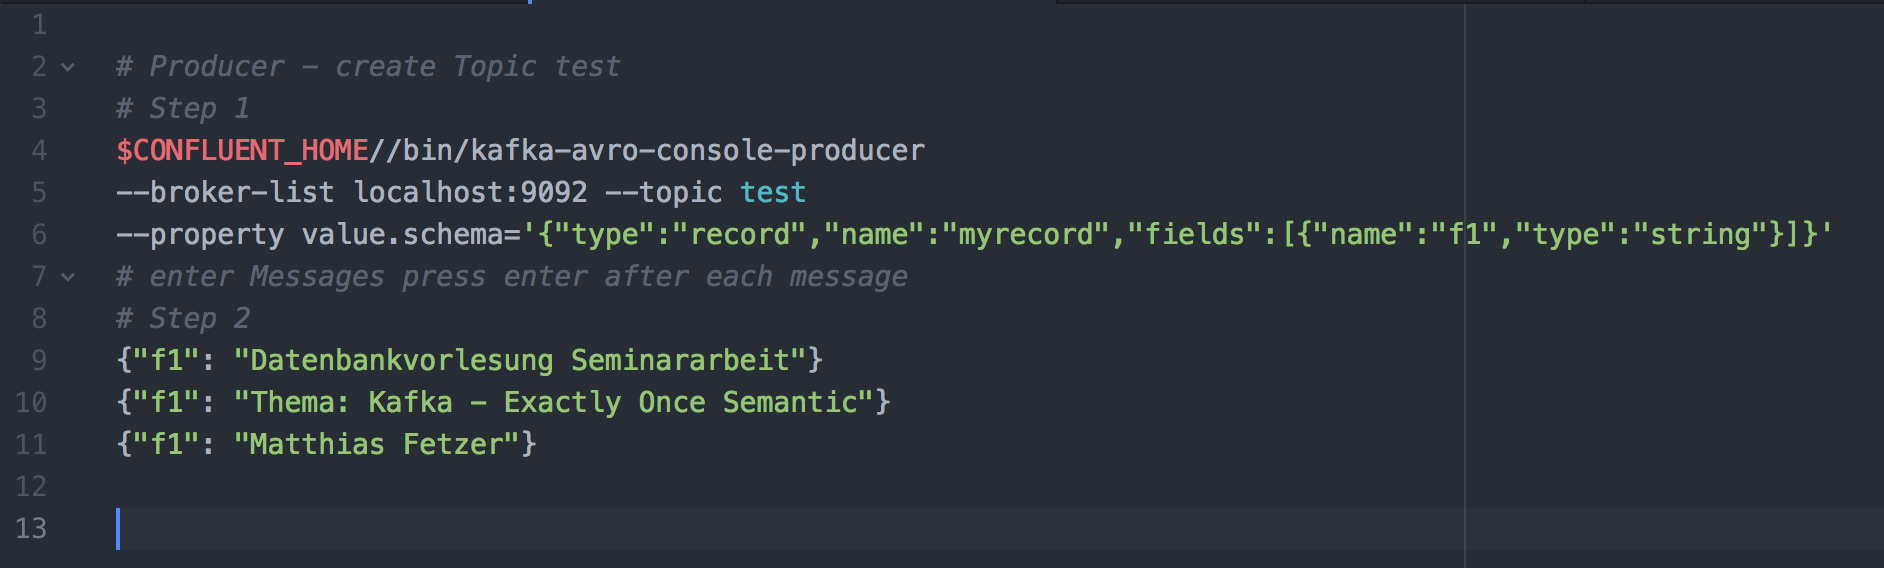 1
2 # Producer – create Topic test
3 # Step 1
4 $CONFLUENT_HOME//bin/kafka-avro-console-producer
5 --broker-list localhost:9092 --topic test
6 --property value.schema='{"type":"record","name":"myrecord","fields":[{"name":"f1","type":"string"}]}'
7 # enter Messages press enter after each message
8 # Step 2
9 {"f1": "Datenbankvorlesung Seminararbeit"}
10 {"f1": "Thema: Kafka – Exactly Once Semantic"}
11 {"f1": "Matthias Fetzer"}
12
13